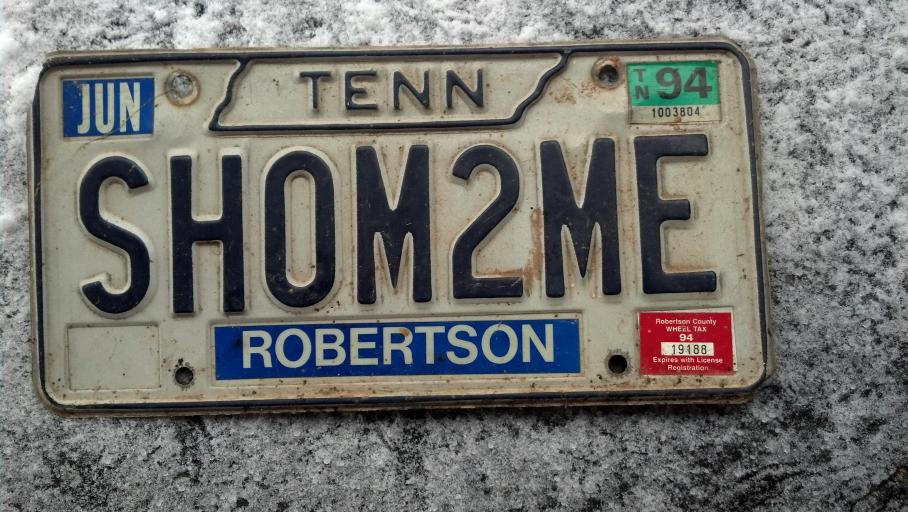 JUN
TENN
TN 94
1003804
SHOM2ME
ROBERTSON
Robertson County
WHEEL TAX
94
19188
Expires with License
Registration